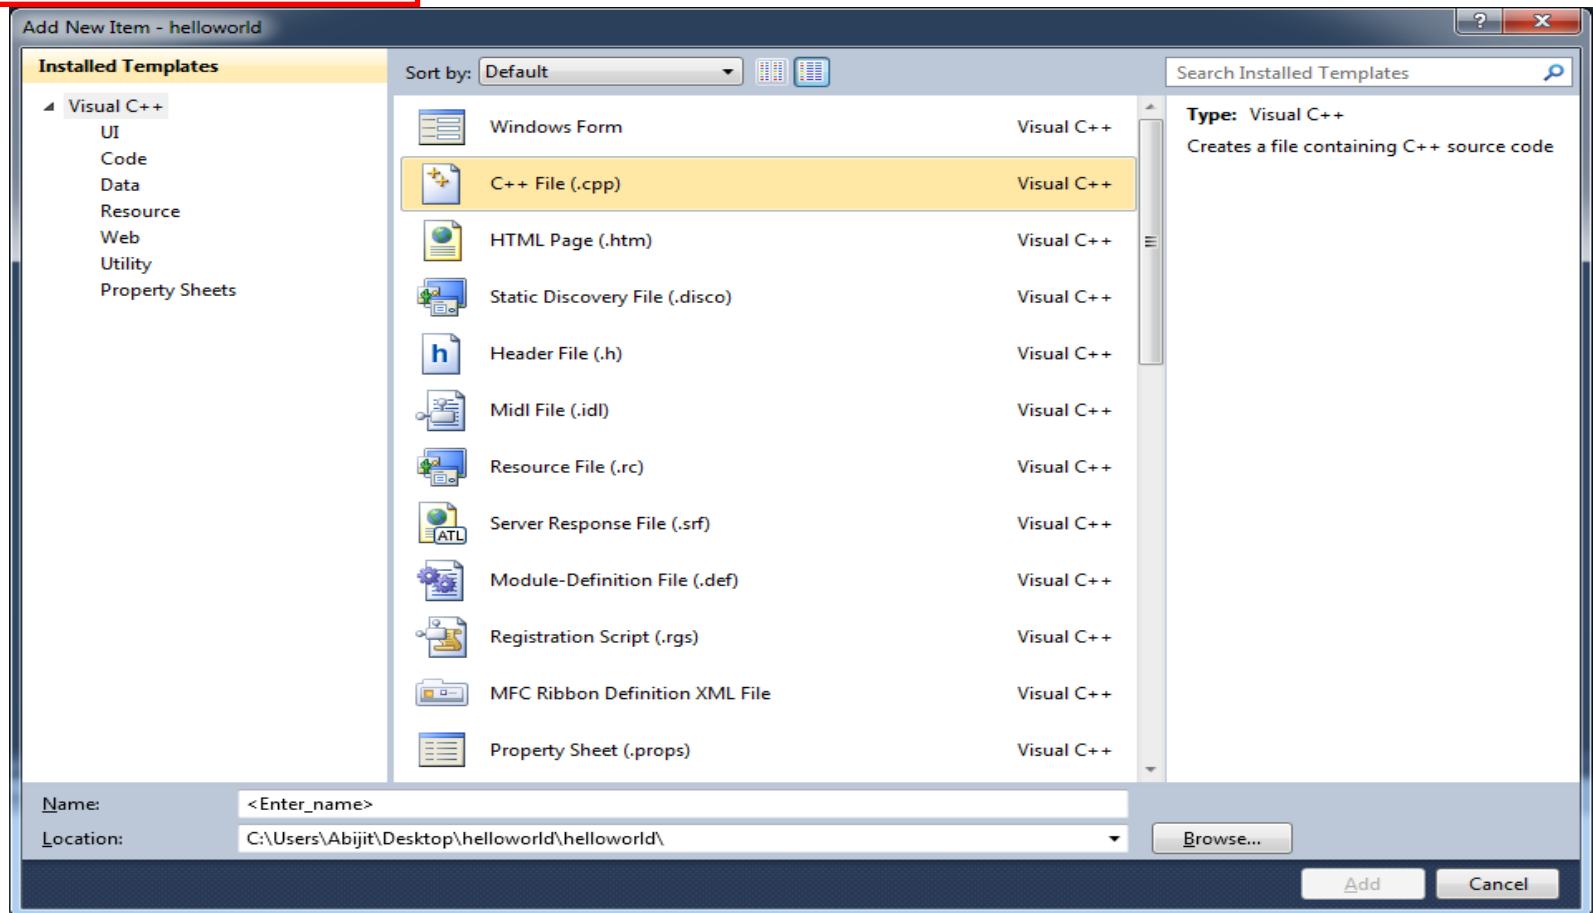 Add New Item - helloworld
?
Installed Templates
Sort by: Default
Search Installed Templates
Visual C++
UI
Code
Data
Resource
Web
Utility
Property Sheets
Windows Form Visual C++
C++ File (.cpp) Visual C++
HTML Page (.htm) Visual C++
Static Discovery File (.disco) Visual C++
h Header File (.h) Visual C++
Midl File (.idl) Visual C++
Resource File (.rc) Visual C++
ATL Server Response File (.srf) Visual C++
Module-Definition File (.def) Visual C++
Registration Script (.rgs) Visual C++
MFC Ribbon Definition XML File Visual C++
Property Sheet (.props) Visual C++
Type: Visual C++
Creates a file containing C++ source code
Name: <Enter_name>
Location: C:\Users\Abijit\Desktop\helloworld\helloworld\
Browse...
Add Cancel